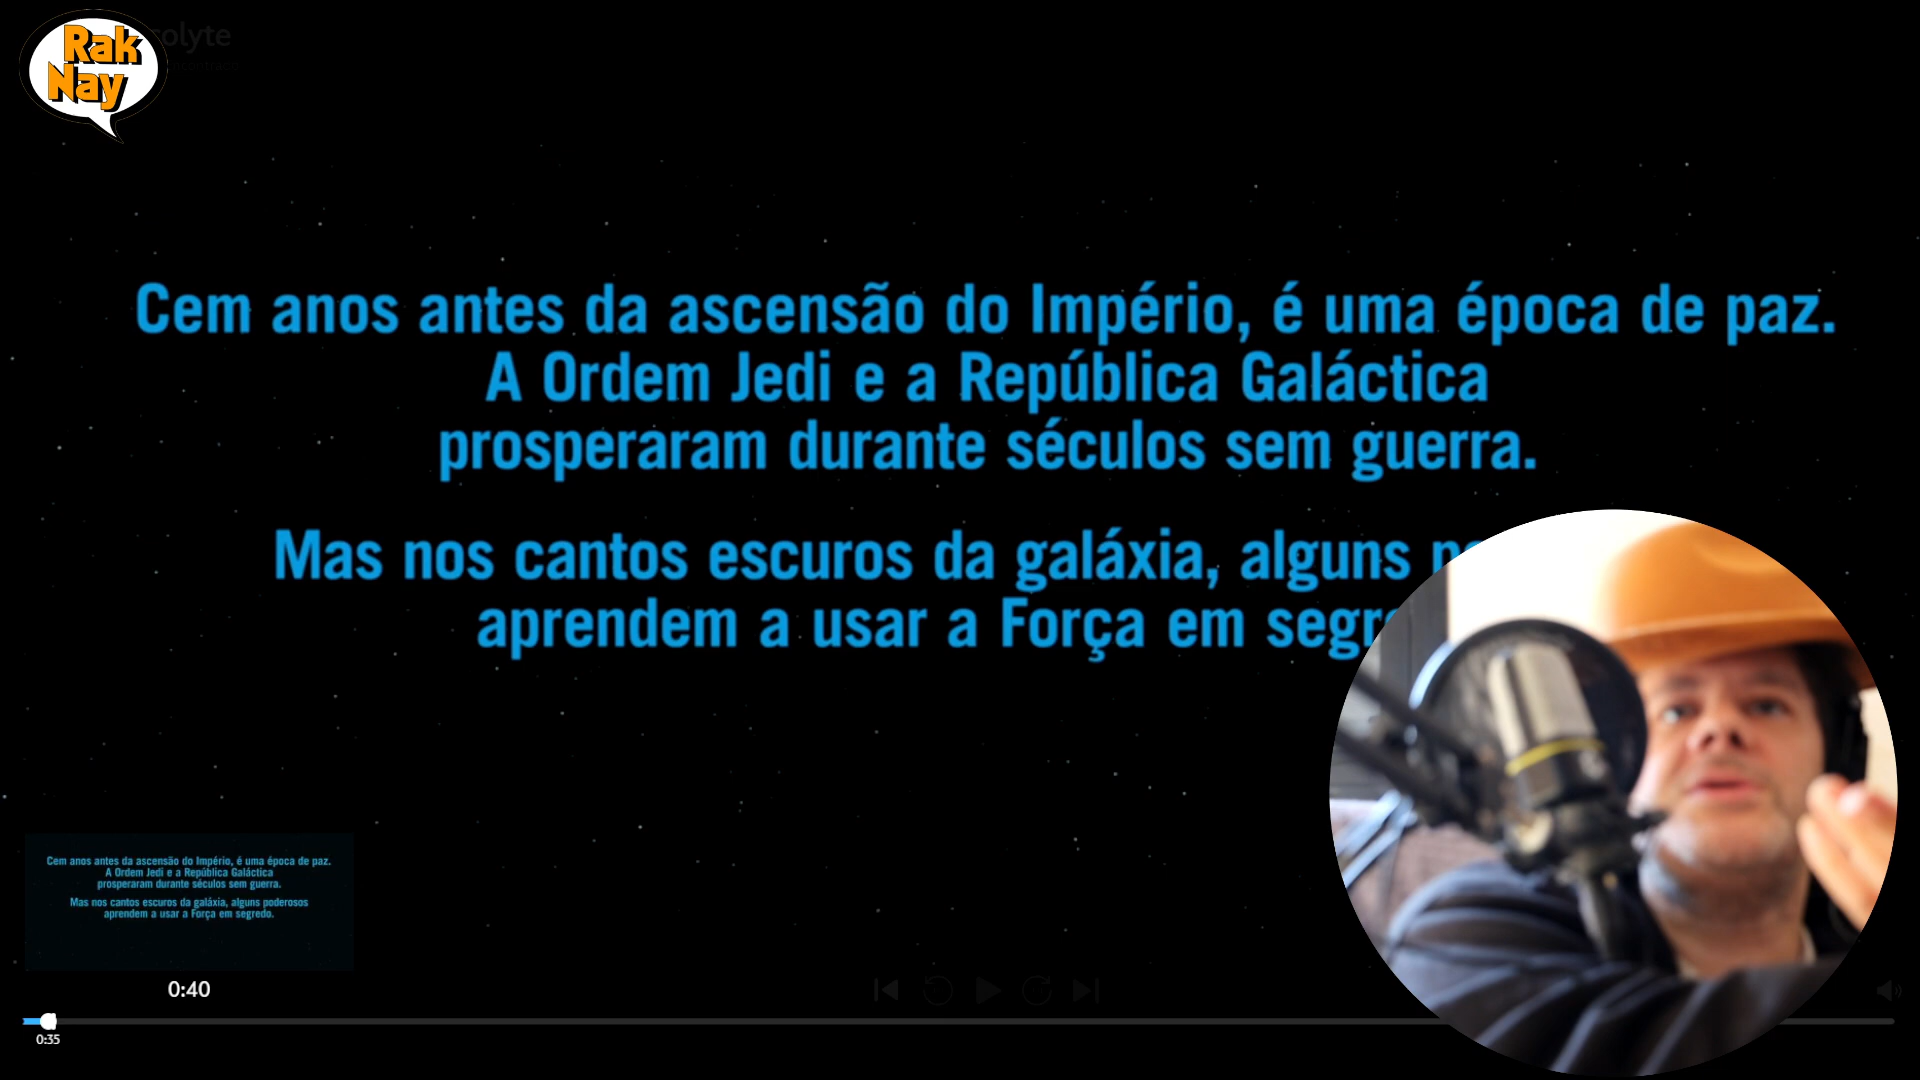 Rak
Nay
olyte
Cem anos antes da ascensão do Império, é uma época de paz.
A Ordem Jedi e a República Galáctica
prosperaram durante séculos sem guerra.
Mas nos cantos escuros da galáxia, alguns
aprendem a usar a Força em segre
Cem anos antes da ascensão do Império, é uma época de paz.
A Ordem Jedi e a República Galáctica
prosperaram durante séculos sem guerra.
Mas nos cantos escuros da galáxia, alguns poderosos
aprendem a usar a Força em segredo.
0:40
0:35